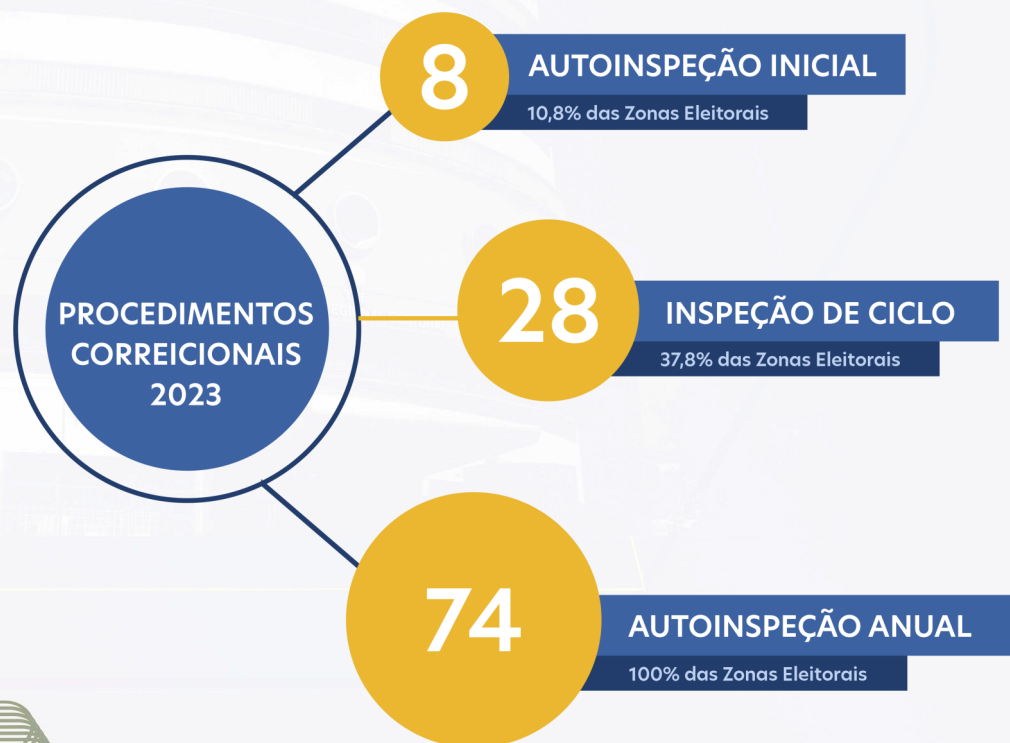 8
AUTOINSPEÇÃO INICIAL
10,8% das Zonas Eleitorais
PROCEDIMENTOS
CORREICIONAIS
2023
28
INSPEÇÃO DE CICLO
37,8% das Zonas Eleitorais
74
AUTOINSPEÇÃO ANUAL
100% das Zonas Eleitorais